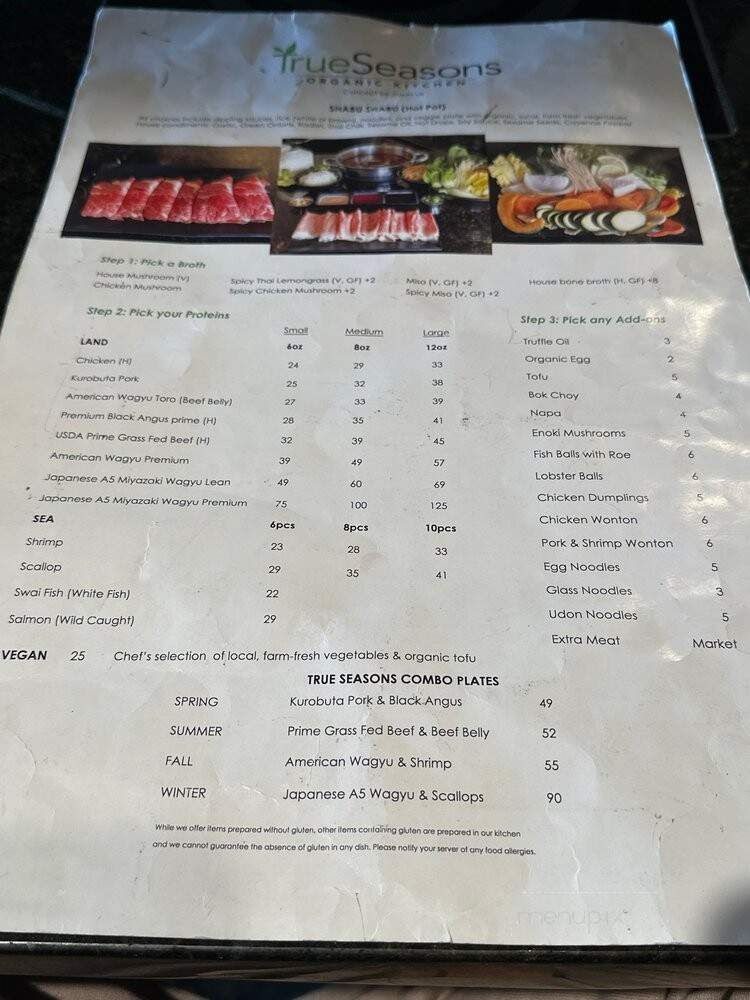 TrueSeasons
ORGANIC KITCHEN
SHABU SHABU (Hot Pot)
Step 1: Pick a Broth
House Mushroom (V) Spicy Thai Lemongrass (V, GF) +2 Miso (V, GF) +2 House bone broth (H, GF) +8
Chicken Mushroom Spicy Chicken Mushroom +2 Spicy Miso (V, GF) +2
Step 2: Pick your Proteins
Small Medium Large
LAND 6oz 8oz 12oz
Chicken (H) 24 29 33
Kurobuta Pork 25 32 38
American Wagyu Toro (Beef Belly) 27 33 39
Premium Black Angus prime (H) 28 35 41
USDA Prime Grass Fed Beef (H) 32 39 45
American Wagyu Premium 39 49 57
Japanese A5 Miyazaki Wagyu Lean 49 60 69
Japanese A5 Miyazaki Wagyu Premium 75 100 125
SEA 6pcs 8pcs 10pcs
Shrimp 23 28 33
Scallop 29 35 41
Swai Fish (White Fish) 22
Salmon (Wild Caught) 29
Step 3: Pick any Add-ons
Truffle Oil 3
Organic Egg 2
Tofu 5
Bok Choy 4
Napa 4
Enoki Mushrooms 5
Fish Balls with Roe 6
Lobster Balls 6
Chicken Dumplings 5
Chicken Wonton 6
Pork & Shrimp Wonton 6
Egg Noodles 5
Glass Noodles 3
Udon Noodles 5
Extra Meat Market
VEGAN 25 Chef's selection of local, farm-fresh vegetables & organic tofu
TRUE SEASONS COMBO PLATES
SPRING Kurobuta Pork & Black Angus 49
SUMMER Prime Grass Fed Beef & Beef Belly 52
FALL American Wagyu & Shrimp 55
WINTER Japanese A5 Wagyu & Scallops 90
While we offer items prepared without gluten, other items containing gluten are prepared in our kitchen
and we cannot guarantee the absence of gluten in any dish. Please notify your server of any food allergies.